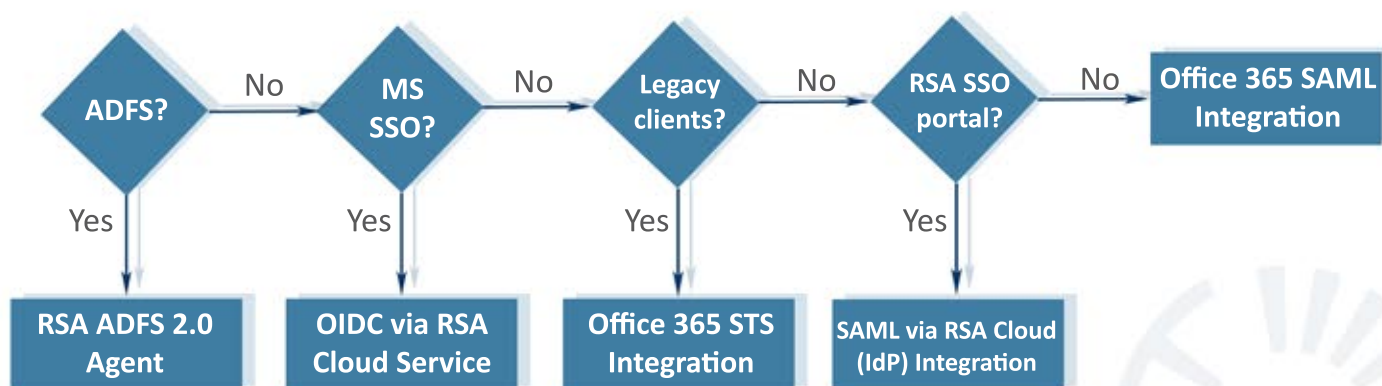 ADFS?
No
MS
SSO?
No
Legacy
clients?
No
RSA SSO
portal?
No
Office 365 SAML
Integration
Yes
Yes
Yes
Yes
RSA ADFS 2.0
Agent
OIDC via RSA
Cloud Service
Office 365 STS
Integration
SAML via RSA Cloud
(IdP) Integration